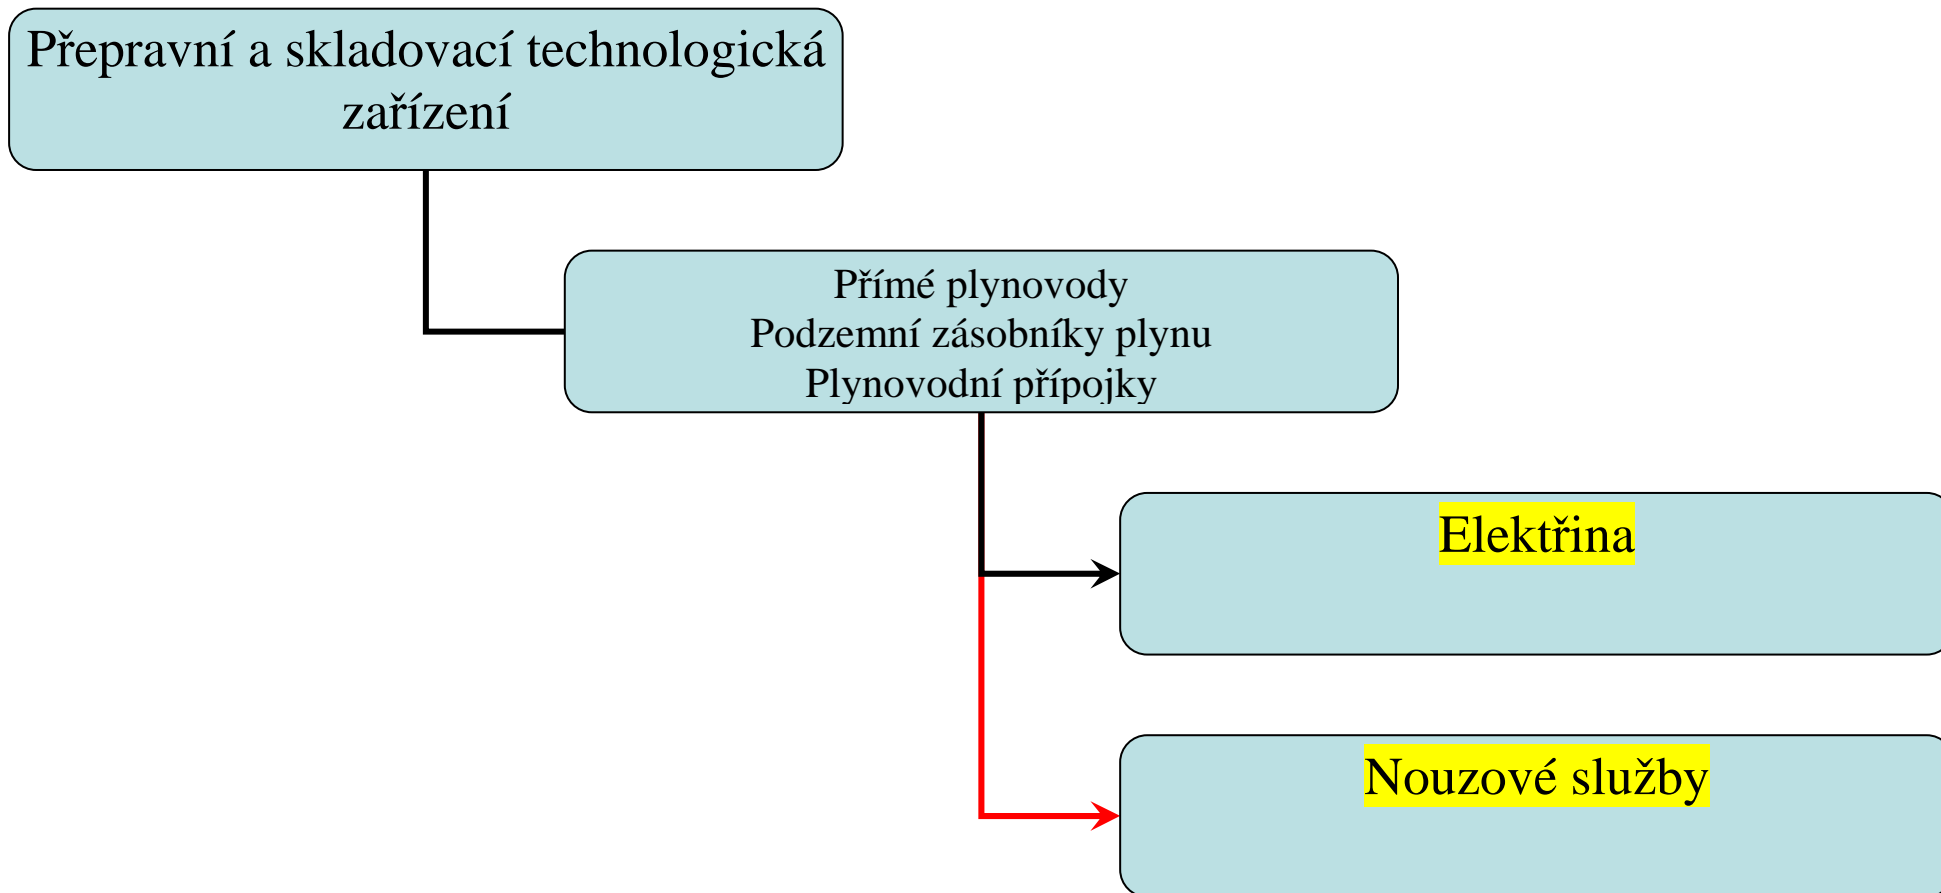 Přepravní a skladovací technologická
zařízení
Přímé plynovody
Podzemní zásobníky plynu
Plynovodní přípojky
Elektřina
Nouzové služby